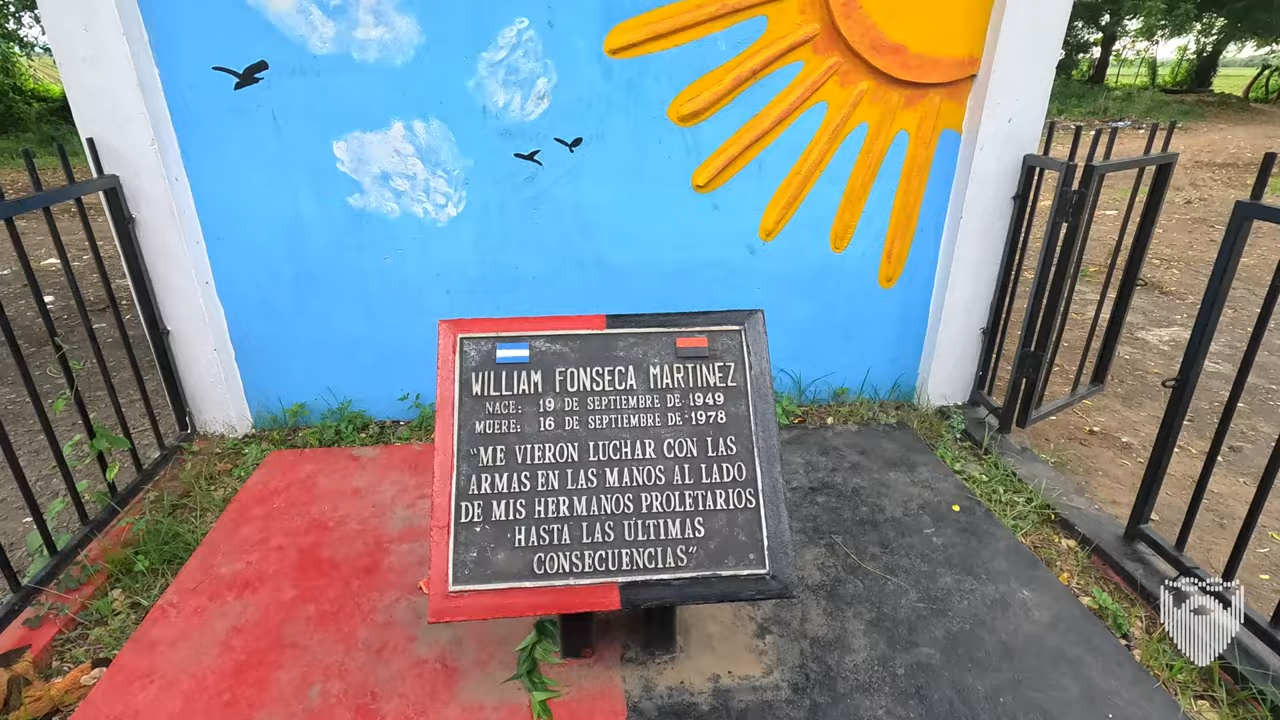 WILLIAM FONSECA MARTINEZ
NACE: 19 DE SEPTIEMBRE DE 1949
MUERE: 16 DE SEPTIEMBRE DE 1978
"ME VIERON LUCHAR CON LAS
ARMAS EN LAS MANOS AL LADO
DE MIS HERMANOS PROLETARIOS
HASTA LAS ÚLTIMAS
CONSECUENCIAS"